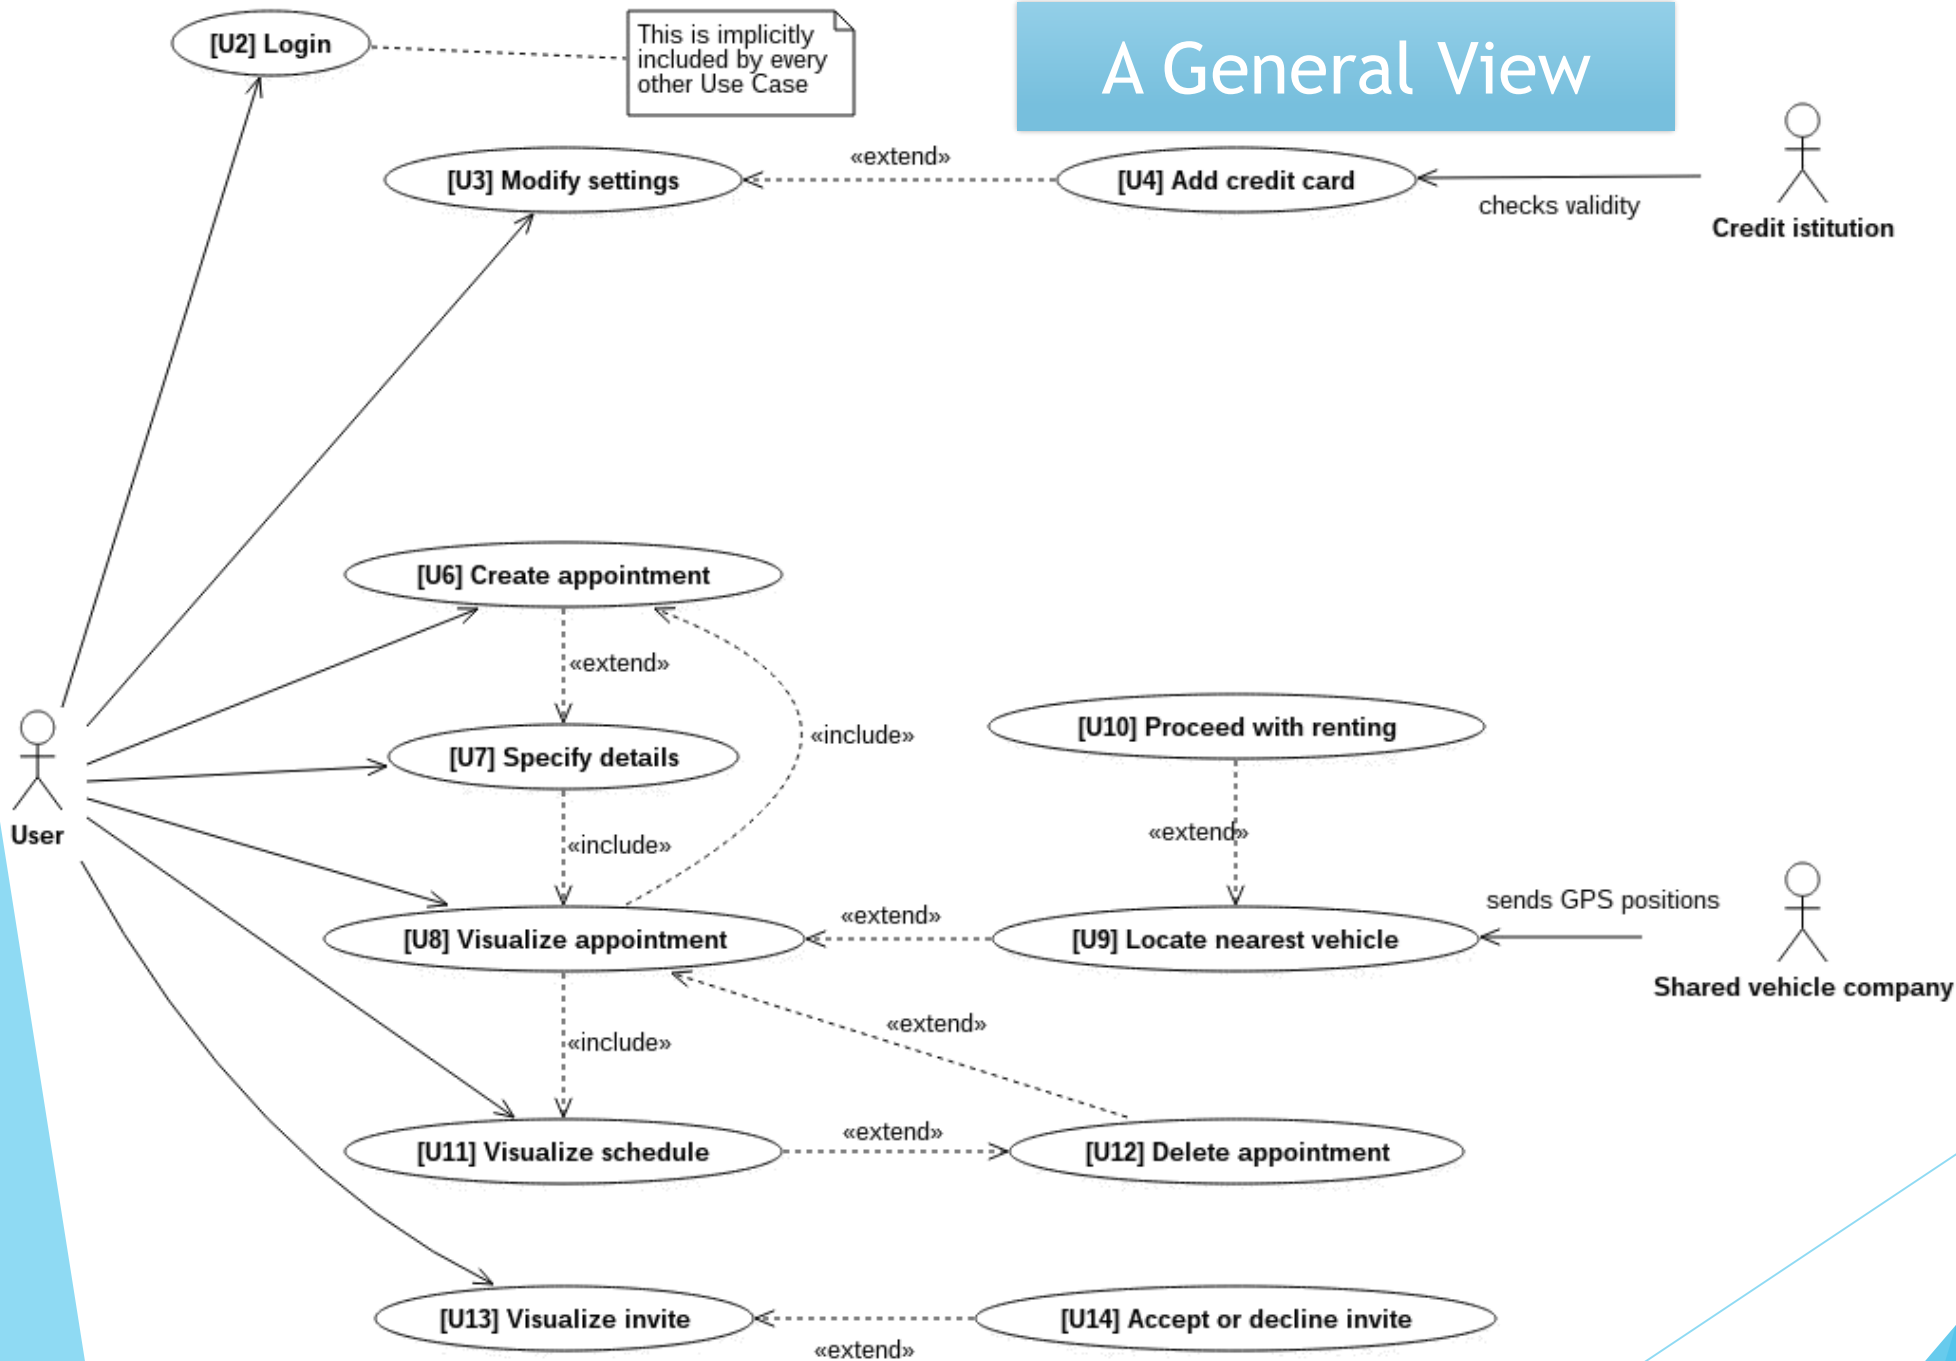 [U2] Login
This is implicitly
included by every
other Use Case
A General View
[U3] Modify settings
«extend»
[U4] Add credit card
checks validity
Credit istitution
[U6] Create appointment
«extend»
«include»
[U7] Specify details
[U10] Proceed with renting
User
«include»
«extend»
[U8] Visualize appointment
«extend»
[U9] Locate nearest vehicle
sends GPS positions
Shared vehicle company
«include»
«extend»
[U11] Visualize schedule
«extend»
[U12] Delete appointment
[U13] Visualize invite
«extend»
[U14] Accept or decline invite